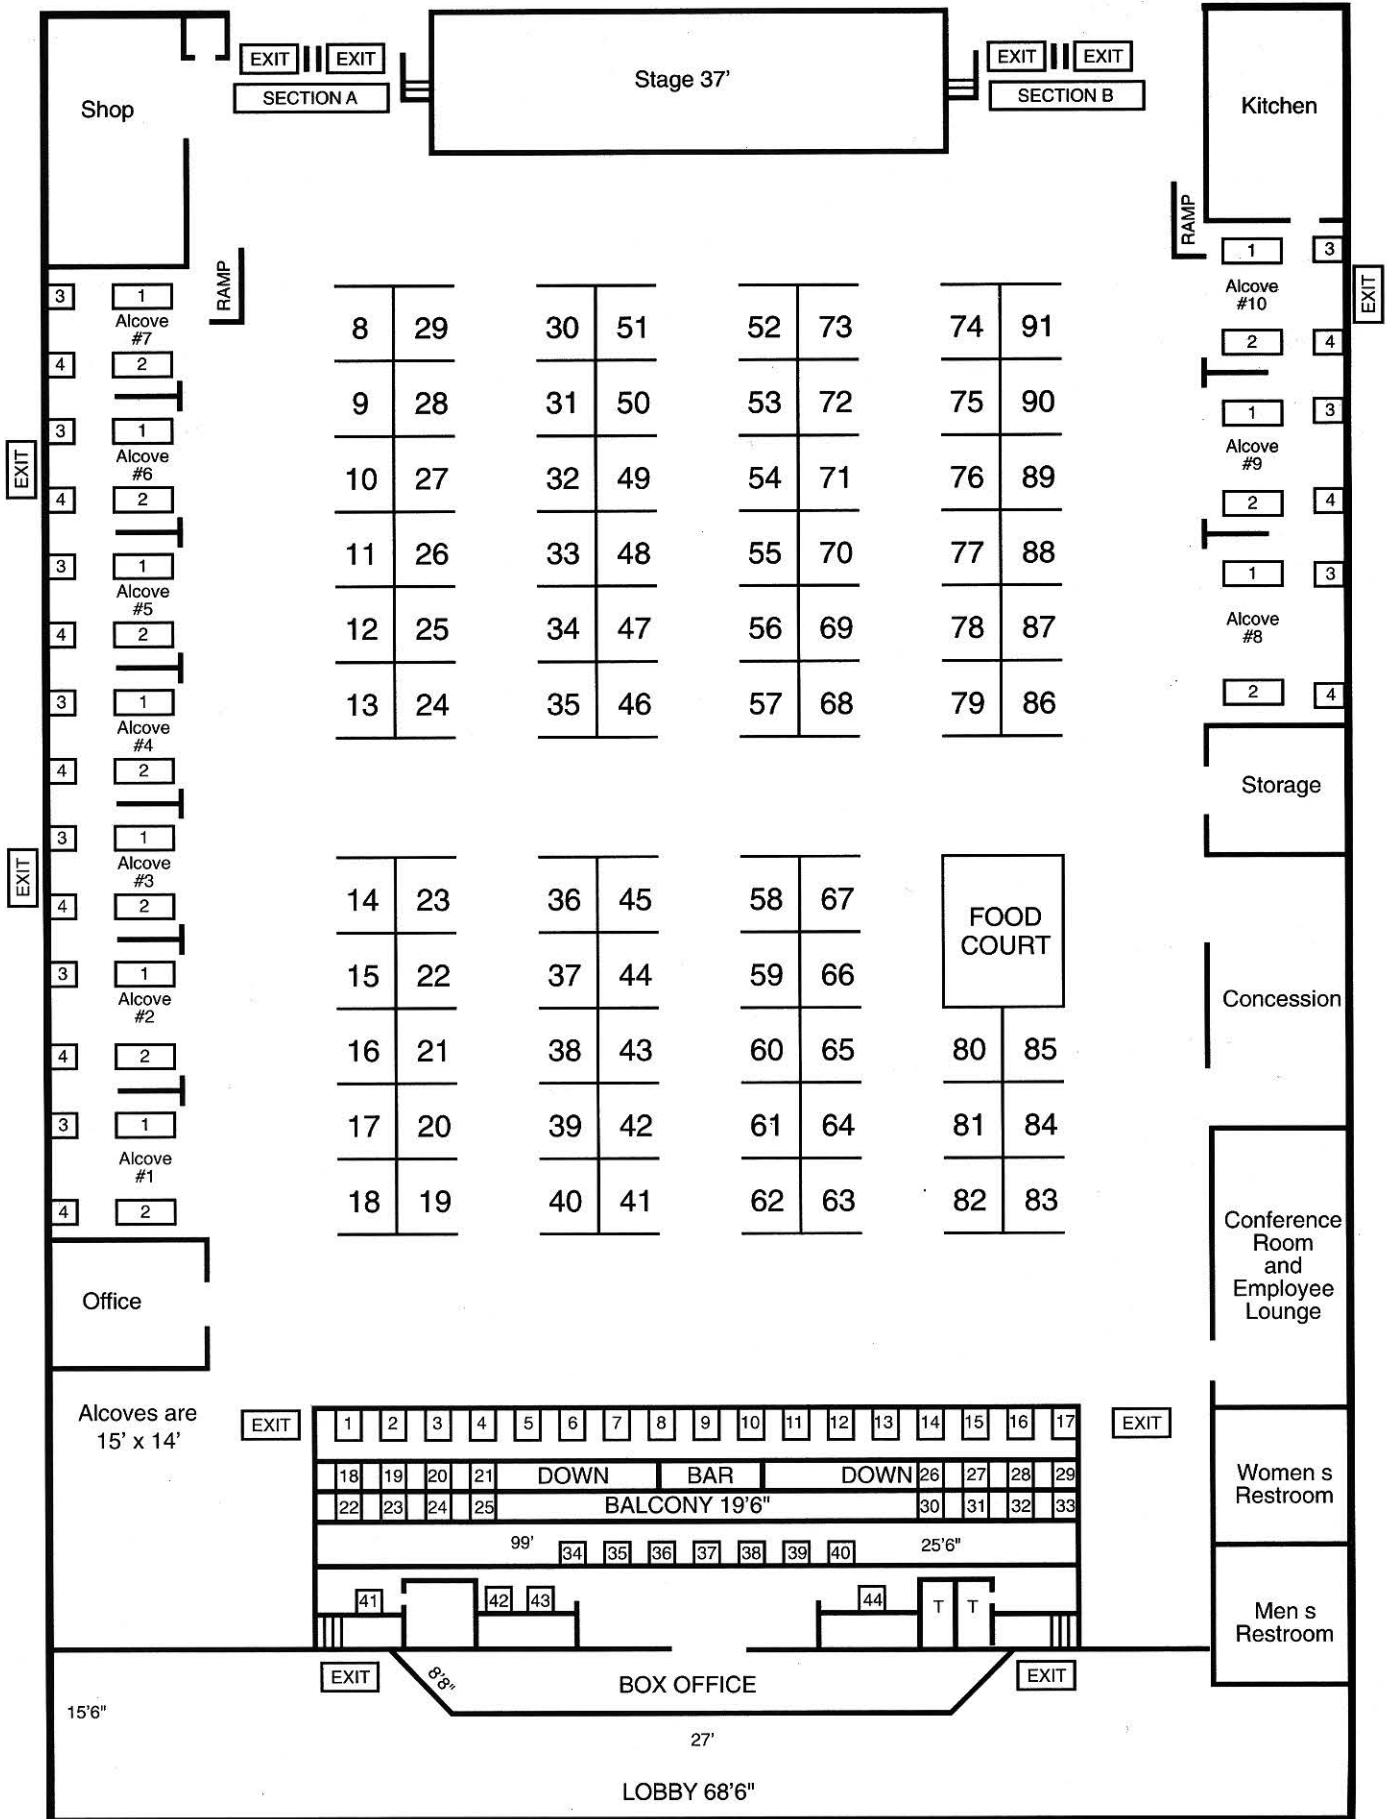 EXIT EXIT
SECTION A
Stage 37'
EXIT EXIT
SECTION B
Shop
Kitchen
RAMP
RAMP
3 1
Alcove
#7
4 2
3 1
Alcove
#6
4 2
EXIT
3 1
Alcove
#5
4 2
3 1
Alcove
#4
4 2
3 1
Alcove
#3
4 2
EXIT
3 1
Alcove
#2
4 2
3 1
Alcove
#1
4 2
8 29 30 51 52 73 74 91
9 28 31 50 53 72 75 90
10 27 32 49 54 71 76 89
11 26 33 48 55 70 77 88
12 25 34 47 56 69 78 87
13 24 35 46 57 68 79 86
14 23 36 45 58 67
FOOD
COURT
15 22 37 44 59 66
16 21 38 43 60 65 80 85
17 20 39 42 61 64 81 84
18 19 40 41 62 63 82 83
1 3
Alcove
#10
EXIT
2 4
1 3
Alcove
#9
2 4
1 3
Alcove
#8
2 4
Storage
Concession
Conference
Room
and
Employee
Lounge
Office
Alcoves are
15' x 14'
EXIT
1 2 3 4 5 6 7 8 9 10 11 12 13 14 15 16 17
EXIT
18 19 20 21 DOWN BAR DOWN 26 27 28 29
22 23 24 25 BALCONY 19'6" 30 31 32 33
99' 34 35 36 37 38 39 40 25'6"
41 42 43 44 T T
Women s
Restroom
Men s
Restroom
EXIT
8'8"
BOX OFFICE
EXIT
15'6"
27'
LOBBY 68'6"